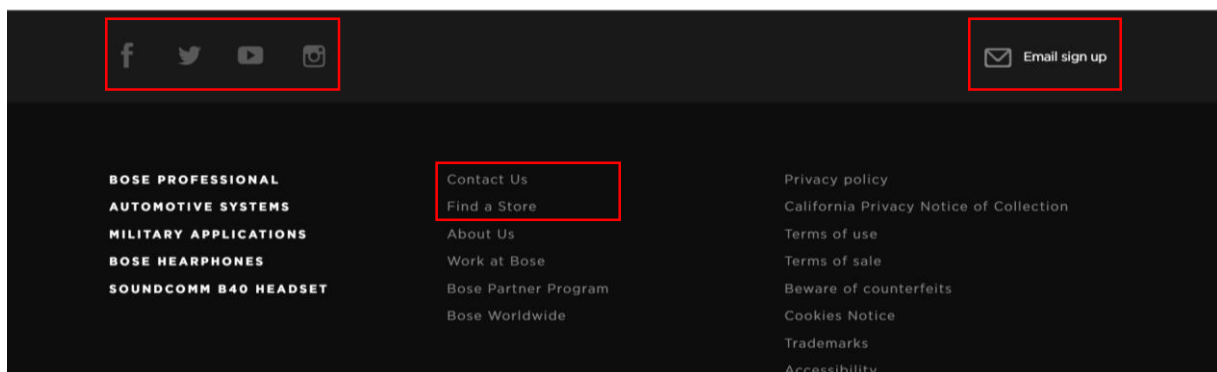 Email sign up
BOSE PROFESSIONAL
AUTOMOTIVE SYSTEMS
MILITARY APPLICATIONS
BOSE HEARPHONES
SOUNDCOMM B40 HEADSET
Contact Us
Find a Store
About Us
Work at Bose
Bose Partner Program
Bose Worldwide
Privacy policy
California Privacy Notice of Collection
Terms of use
Terms of sale
Beware of counterfeits
Cookies Notice
Trademarks
Accessibility